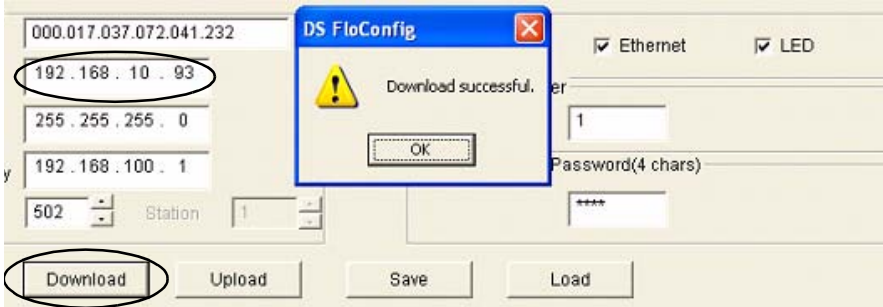 000.017.037.072.041.232
DS FloConfig
Ethernet
LED
192 . 168 . 10 . 93
Download successful.
er
255 . 255 . 255 . 0
1
OK
y
192 . 168 . 100 . 1
Password(4 chars)
502
Station
1
****
Download
Upload
Save
Load